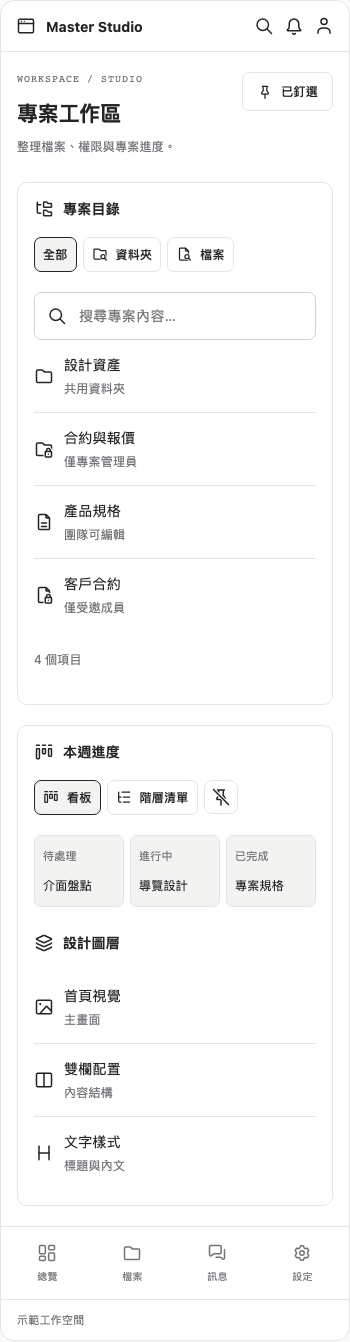 Master Studio
WORKSPACE / STUDIO
已釘選
專案工作區
整理檔案、權限與專案進度。
專案目錄
全部
資料夾
檔案
搜尋專案內容...
設計資產
共用資料夾
合約與報價
僅專案管理員
產品規格
團隊可編輯
客戶合約
僅受邀成員
4 個項目
本週進度
看板
階層清單
待處理
進行中
已完成
介面盤點
導覽設計
專案規格
設計圖層
首頁視覺
主畫面
雙欄配置
內容結構
文字樣式
標題與內文
總覽
檔案
訊息
設定
示範工作空間